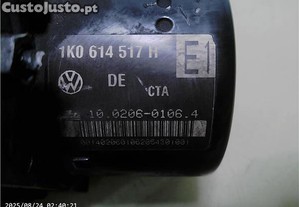 CustoJusto.pt
1K0 614 517 H
E1
DE
CTA
10.0206-0106.4
2025/08/24 02:40:21